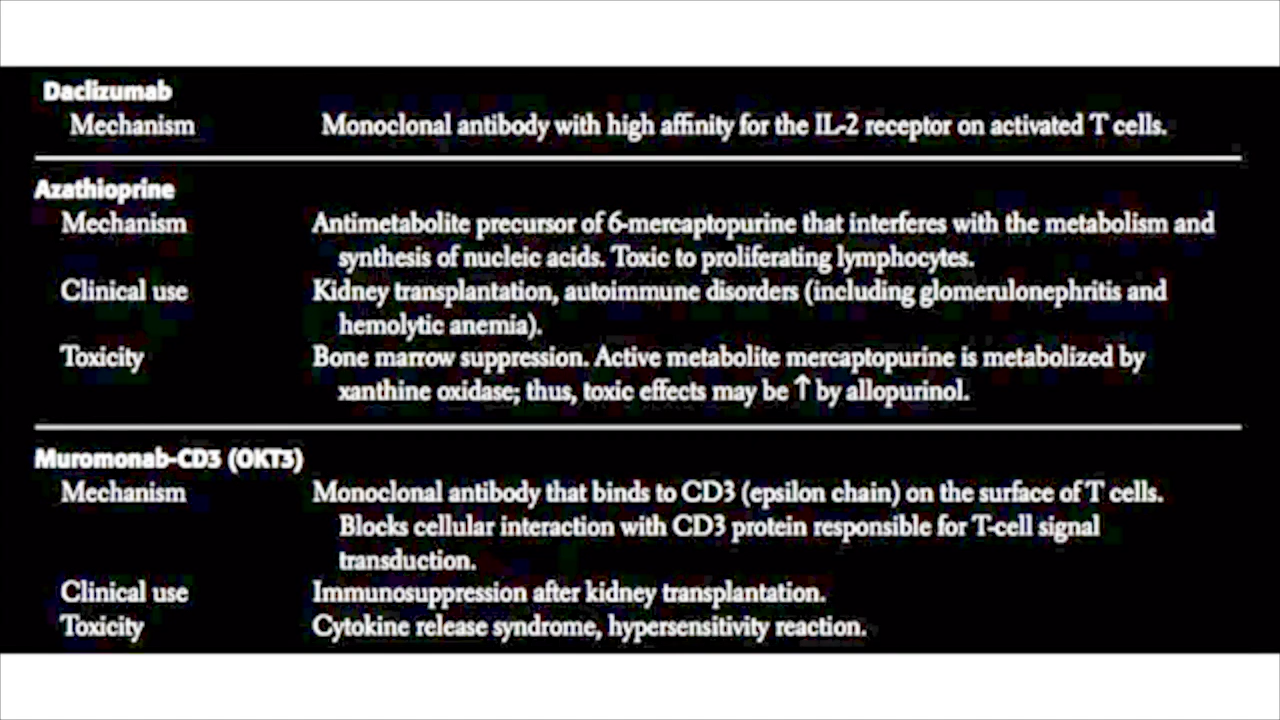 Daclizumab
Mechanism Monoclonal antibody with high affinity for the IL-2 receptor on activated T cells.
Azathioprine
Mechanism Antimetabolite precursor of 6-mercaptopurine that interferes with the metabolism and
synthesis of nucleic acids. Toxic to proliferating lymphocytes.
Clinical use Kidney transplantation, autoimmune disorders (including glomerulonephritis and
hemolytic anemia).
Toxicity Bone marrow suppression. Active metabolite mercaptopurine is metabolized by
xanthine oxidase; thus, toxic effects may be ↑ by allopurinol.
Muromonab-CD3 (OKT3)
Mechanism Monoclonal antibody that binds to CD3 (epsilon chain) on the surface of T cells.
Blocks cellular interaction with CD3 protein responsible for T-cell signal
transduction.
Clinical use Immunosuppression after kidney transplantation.
Toxicity Cytokine release syndrome, hypersensitivity reaction.